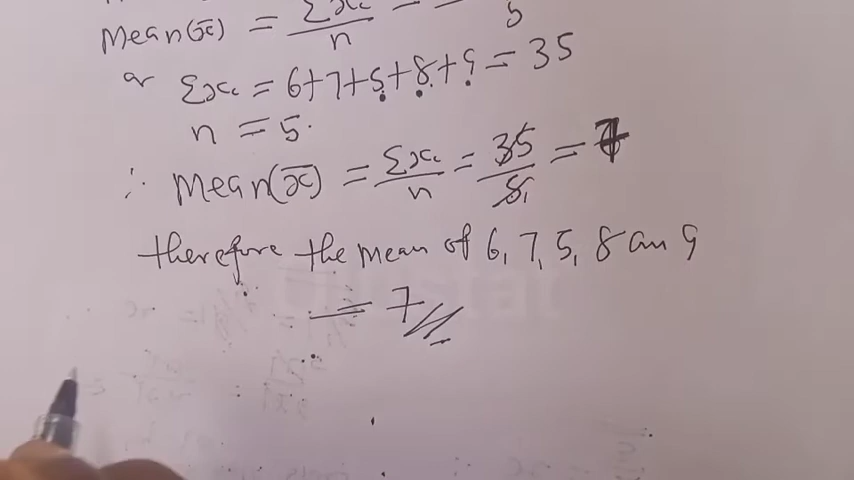 Mean(x̄) = Σx / n =
or Σx = 6+7+5+8+9 = 35
n = 5.
∴ Mean(x̄) = Σx / n = 35 / 5 = 7
therefore the mean of 6, 7, 5, 8 an 9
= 7